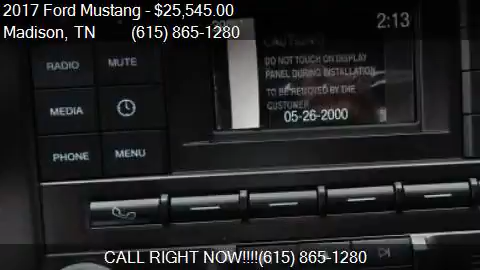 2017 Ford Mustang - $25,545.00
Madison, TN (615) 865-1280
2:13
RADIO MUTE
CAUTION!
DO NOT TOUCH ON DISPLAY
PANEL DURING INSTALLATION
MEDIA
TO BE REMOVED BY THE
CUSTOMER
05-26-2000
PHONE MENU
CALL RIGHT NOW!!!!(615) 865-1280